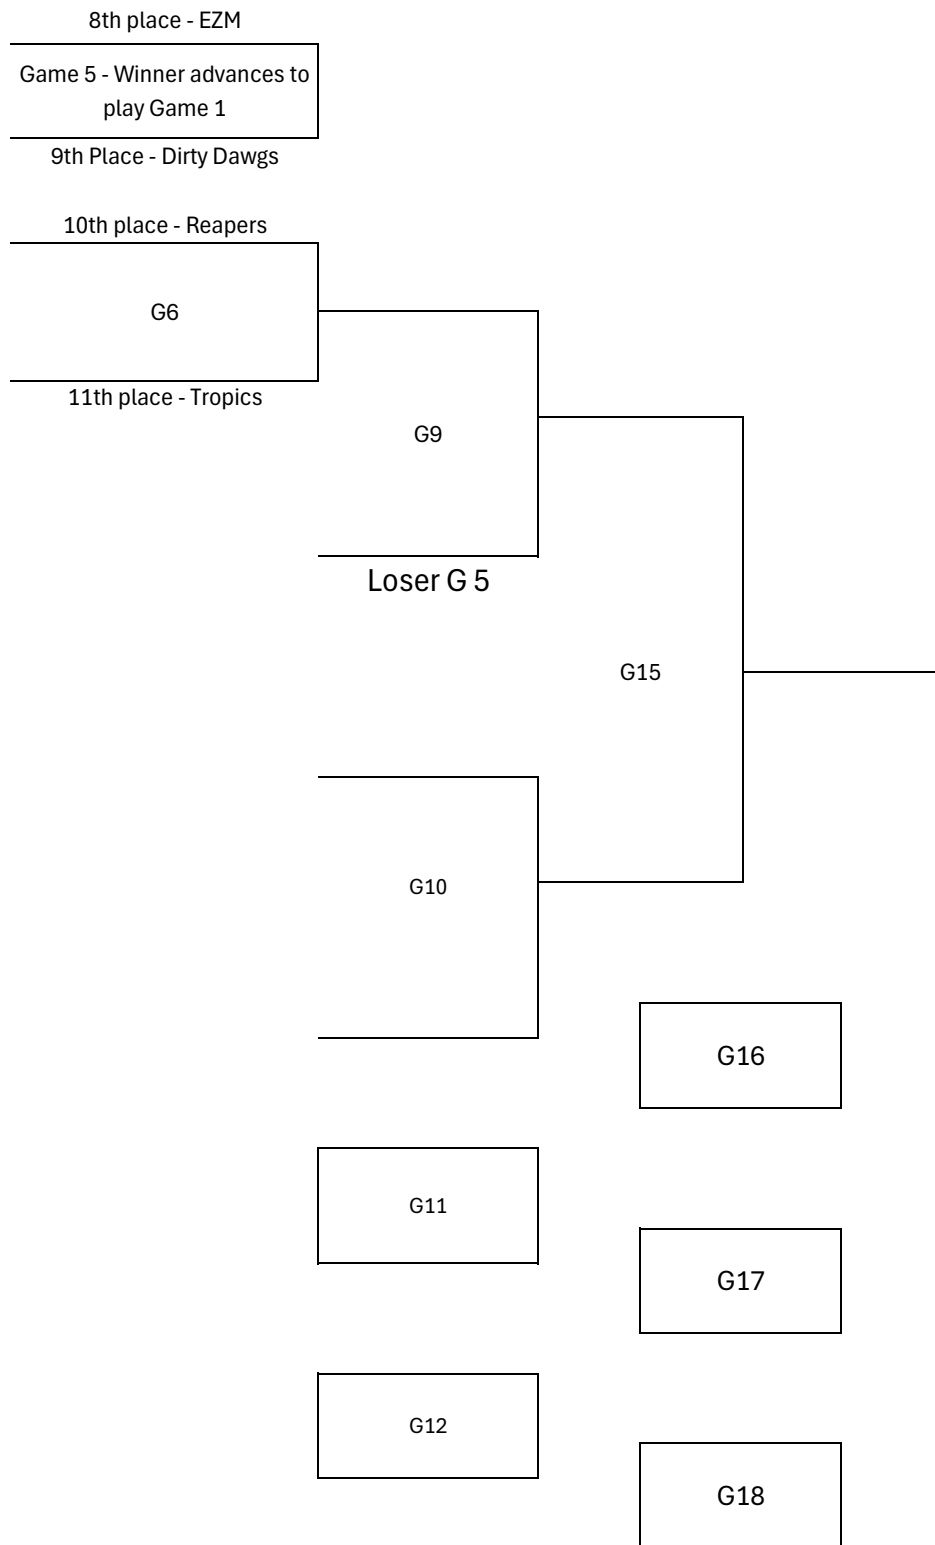 8th place - EZM
Game 5 - Winner advances to
play Game 1
9th Place - Dirty Dawgs
10th place - Reapers
G6
11th place - Tropics
G9
Loser G 5
G15
G10
G16
G11
G17
G12
G18